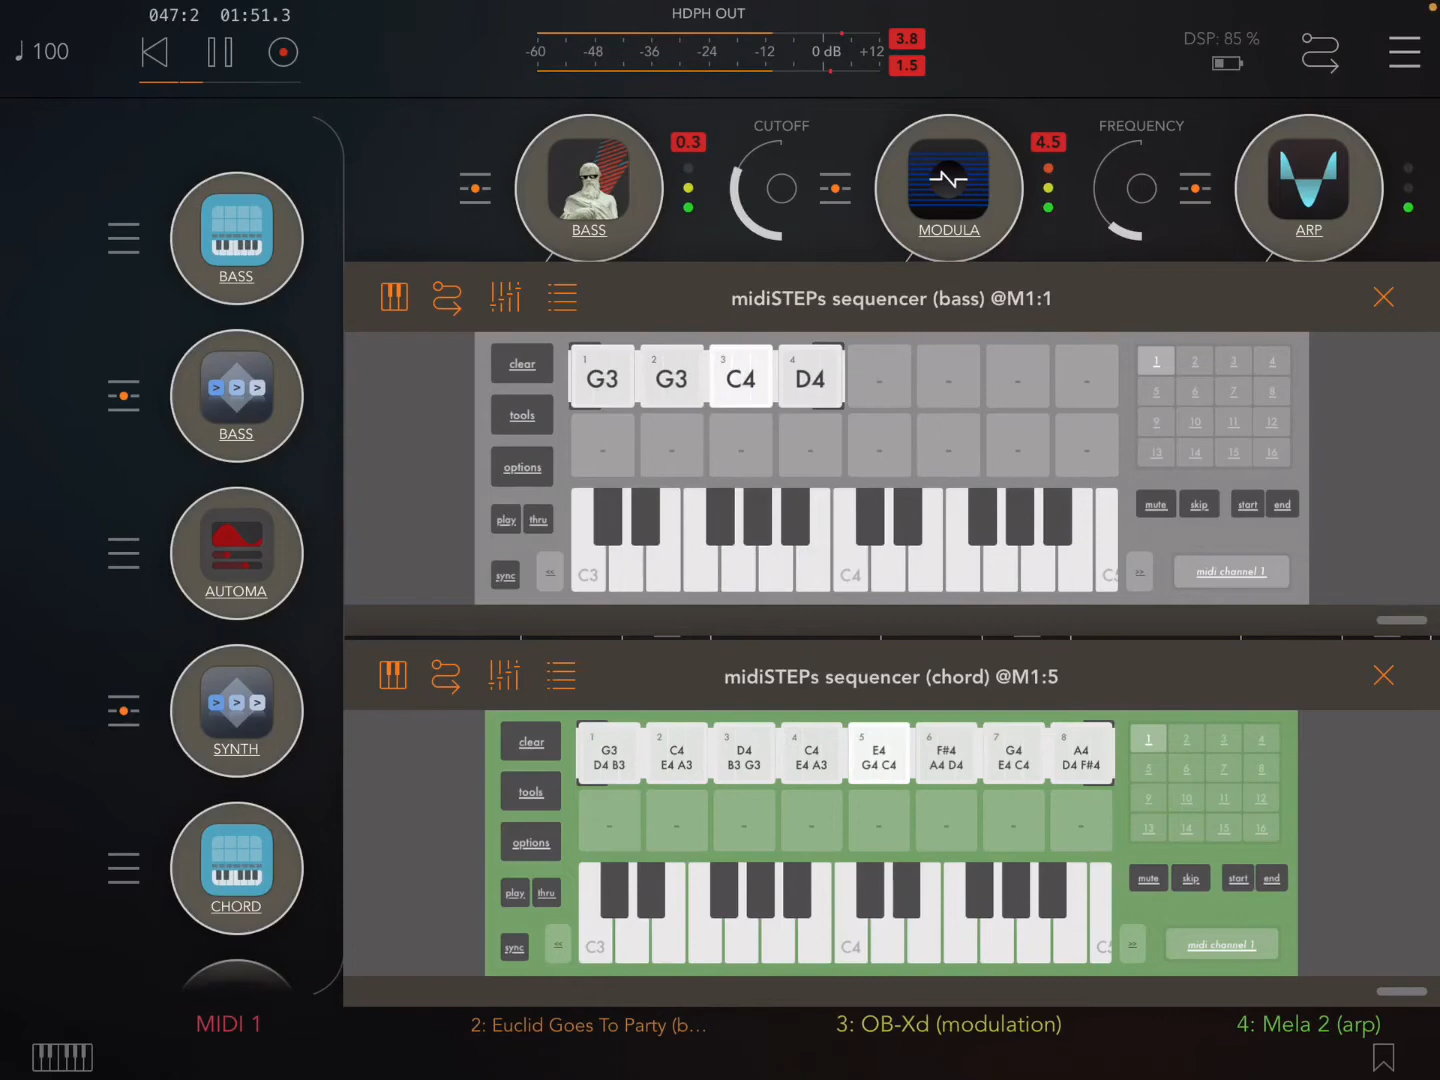 047:2 01:51.3
HDPH OUT
♩100
-60 -48 -36 -24 -12 0 dB +12
3.8
1.5
DSP: 85 %
CUTOFF
FREQUENCY
0.3
4.5
BASS
MODULA
ARP
BASS
BASS
AUTOMA
SYNTH
CHORD
midiSTEPs sequencer (bass) @M1:1
clear
tools
options
play thru
sync
1 2 3 4
G3 G3 C4 D4 - - - -
- - - - - - - -
<< C3 C4 C5 >>
1 2 3 4
5 6 7 8
9 10 11 12
13 14 15 16
mute skip start end
midi channel 1
midiSTEPs sequencer (chord) @M1:5
clear
tools
options
play thru
sync
1 2 3 4 5 6 7 8
G3 C4 D4 C4 E4 F#4 G4 A4
D4 B3 E4 A3 B3 G3 E4 A3 G4 C4 A4 D4 E4 C4 D4 F#4
- - - - - - - -
<< C3 C4 C5 >>
1 2 3 4
5 6 7 8
9 10 11 12
13 14 15 16
mute skip start end
midi channel 1
MIDI 1
2: Euclid Goes To Party (b...
3: OB-Xd (modulation)
4: Mela 2 (arp)